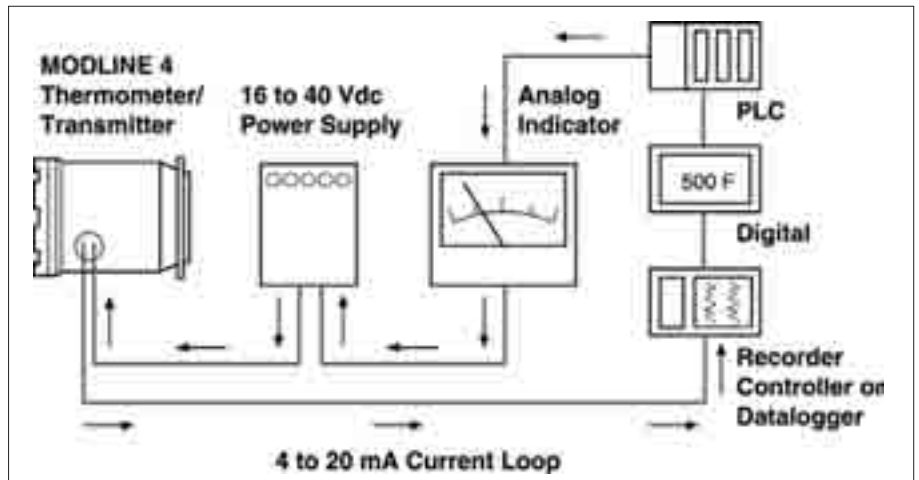 MODLINE 4
Thermometer/
Transmitter
16 to 40 Vdc
Power Supply
Analog
Indicator
PLC
500 F
Digital
Recorder
Controller or
Datalogger
4 to 20 mA Current Loop